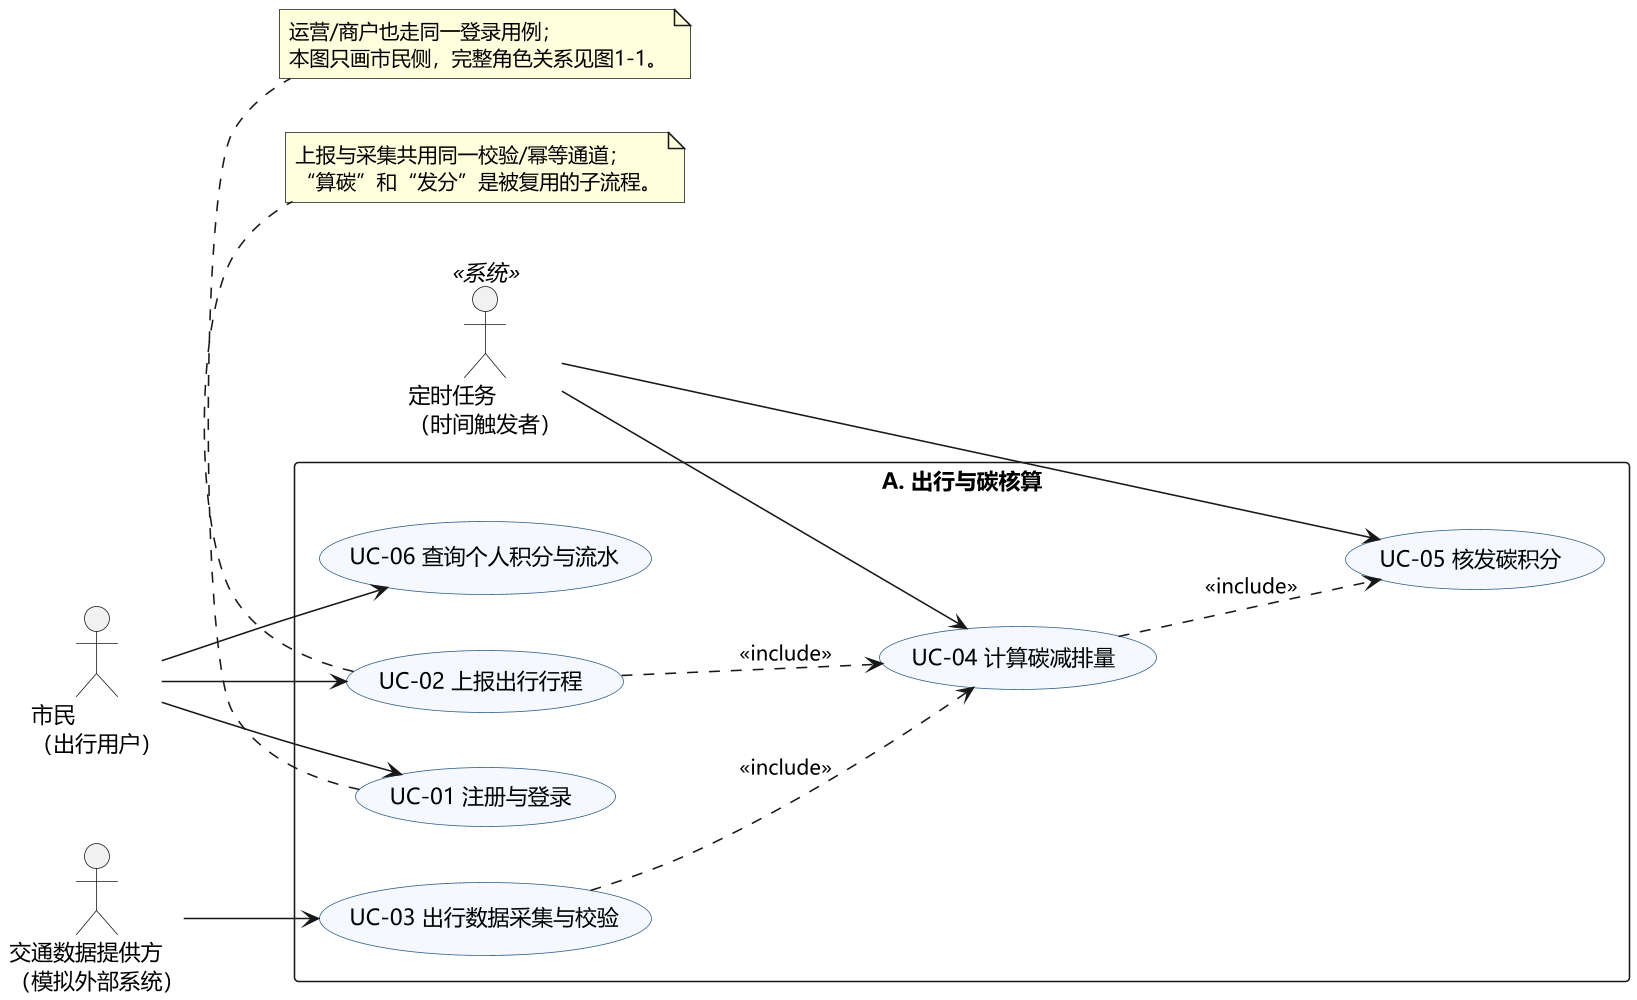 运营/商户也走同一登录用例；
本图只画市民侧，完整角色关系见图1-1。
上报与采集共用同一校验/幂等通道；
“算碳”和“发分”是被复用的子流程。
«系统»
定时任务
（时间触发者）
A. 出行与碳核算
UC-06 查询个人积分与流水
UC-05 核发碳积分
«include»
市民
（出行用户）
UC-02 上报出行行程
«include»
UC-04 计算碳减排量
«include»
UC-01 注册与登录
交通数据提供方
（模拟外部系统）
UC-03 出行数据采集与校验